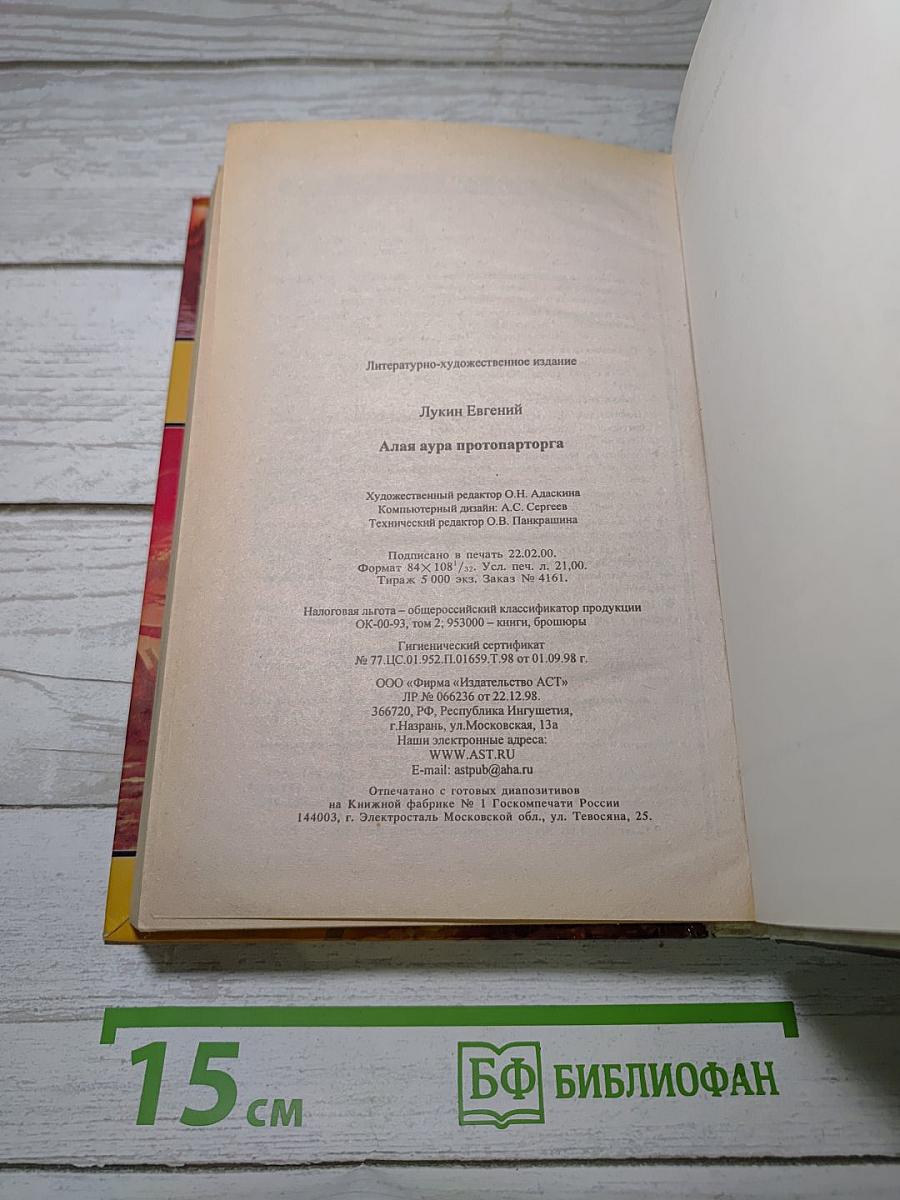 Литературно-художественное издание
Лукин Евгений
Алая аура протопарторга
Художественный редактор О.Н. Адаскина
Компьютерный дизайн: А.С. Сергеев
Технический редактор О.В. Панкрашина
Подписано в печать 22.02.00.
Формат 84×108 1/32. Усл. печ. л. 21,00.
Тираж 5 000 экз. Заказ № 4161.
Налоговая льгота – общероссийский классификатор продукции
ОК-00-93, том 2; 953000 – книги, брошюры
Гигиенический сертификат
№ 77.ЦС.01.952.П.01659.Т.98 от 01.09.98 г.
ООО «Фирма «Издательство АСТ»
ЛР № 066236 от 22.12.98.
366720, РФ, Республика Ингушетия,
г.Назрань, ул.Московская, 13а
Наши электронные адреса:
WWW.AST.RU
E-mail: astpub@aha.ru
Отпечатано с готовых диапозитивов
на Книжной фабрике № 1 Госкомпечати России
144003, г. Электросталь Московской обл., ул. Тевосяна, 25.
15 см
БФ БИБЛИОФАН